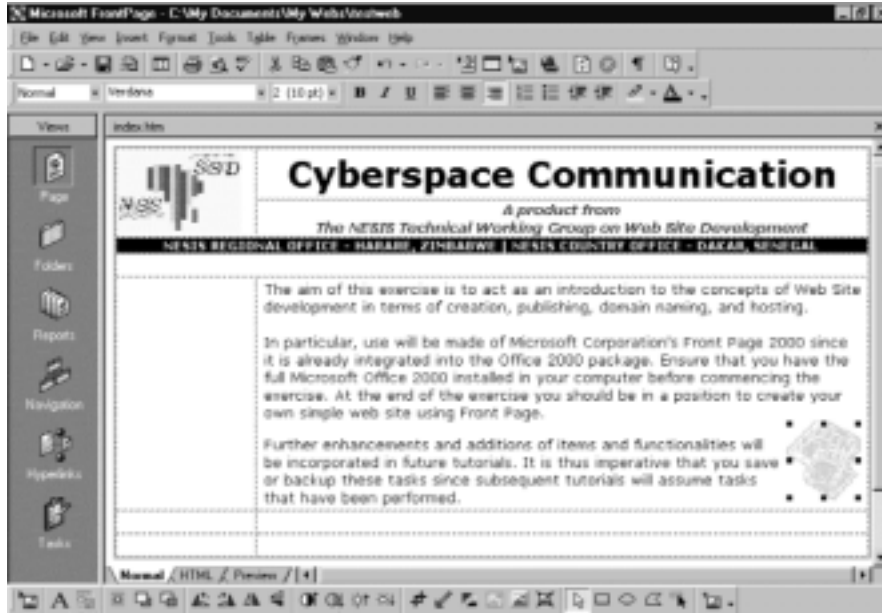 Microsoft FrontPage - C:\My Documents\My Webs\testweb
File Edit View Insert Format Tools Table Frames Window Help
Normal Verdana 2 (10 pt) B I U
Views index.htm
Page
Folders
Reports
Navigation
Hyperlinks
Tasks
NESIS
Cyberspace Communication
A product from
The NESIS Technical Working Group on Web Site Development
NESIS REGIONAL OFFICE - HARARE, ZIMBABWE | NESIS COUNTRY OFFICE - DAKAR, SENEGAL
The aim of this exercise is to act as an introduction to the concepts of Web Site
development in terms of creation, publishing, domain naming, and hosting.
In particular, use will be made of Microsoft Corporation's Front Page 2000 since
it is already integrated into the Office 2000 package. Ensure that you have the
full Microsoft Office 2000 installed in your computer before commencing the
exercise. At the end of the exercise you should be in a position to create your
own simple web site using Front Page.
Further enhancements and additions of items and functionalities will
be incorporated in future tutorials. It is thus imperative that you save
or backup these tasks since subsequent tutorials will assume tasks
that have been performed.
Normal HTML Preview